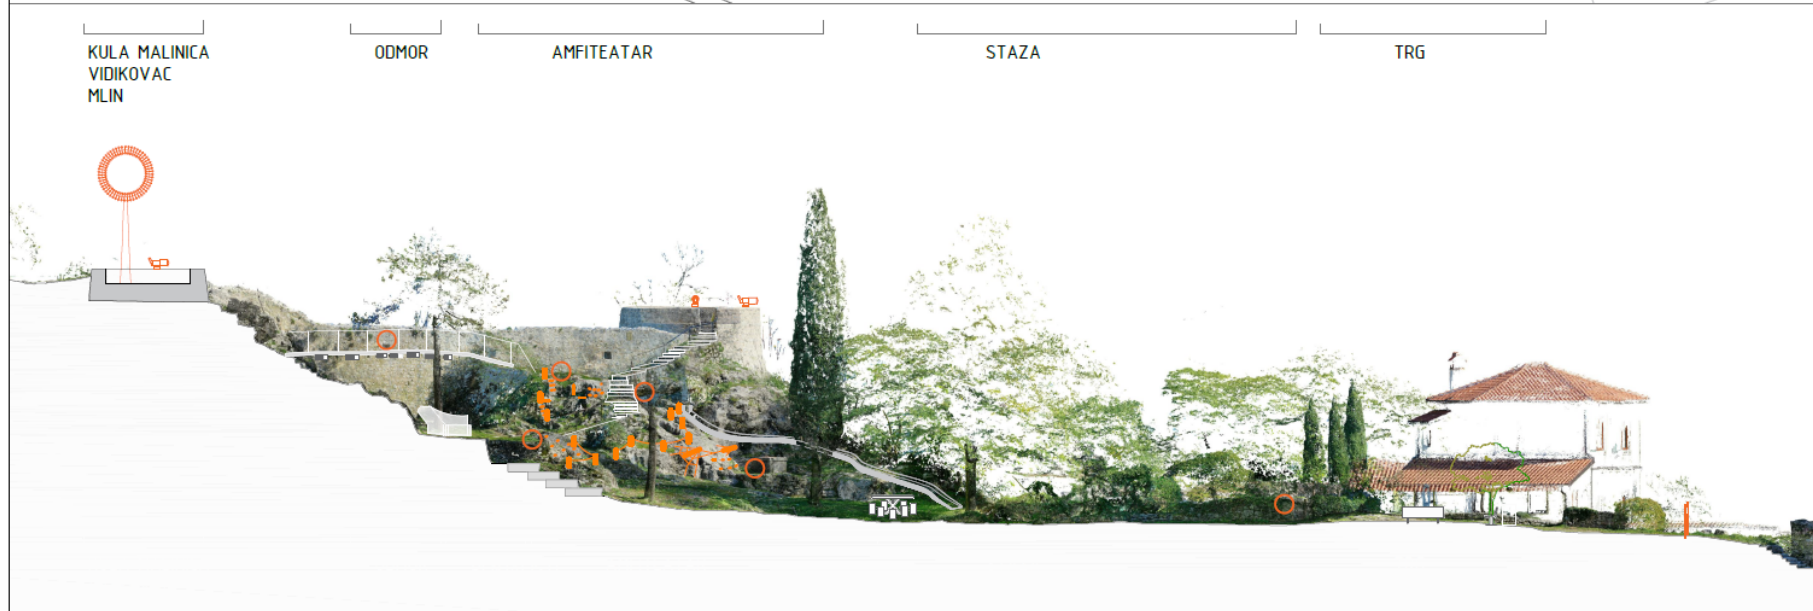 KULA MALINICA
VIDIKOVAC
MLIN
ODMOR
AMFITEATAR
STAZA
TRG